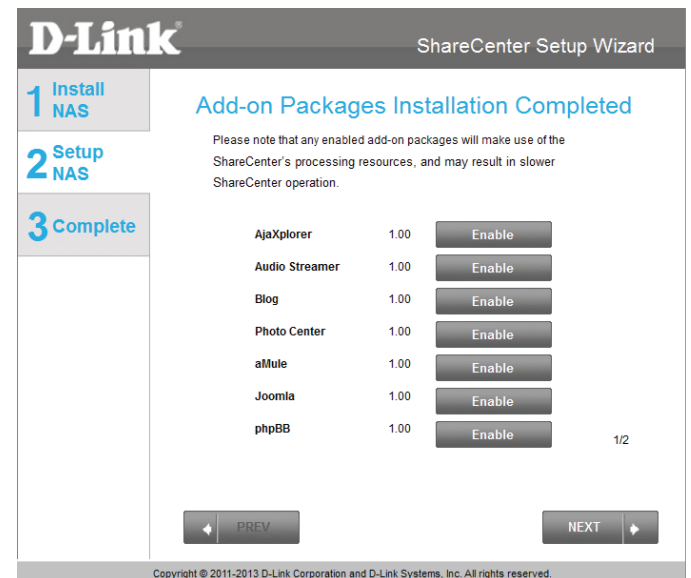 D-Link
ShareCenter Setup Wizard
1 Install NAS
2 Setup NAS
3 Complete
Add-on Packages Installation Completed
Please note that any enabled add-on packages will make use of the
ShareCenter's processing resources, and may result in slower
ShareCenter operation.
AjaXplorer 1.00 Enable
Audio Streamer 1.00 Enable
Blog 1.00 Enable
Photo Center 1.00 Enable
aMule 1.00 Enable
Joomla 1.00 Enable
phpBB 1.00 Enable
1/2
PREV
NEXT
Copyright © 2011-2013 D-Link Corporation and D-Link Systems, Inc. All rights reserved.